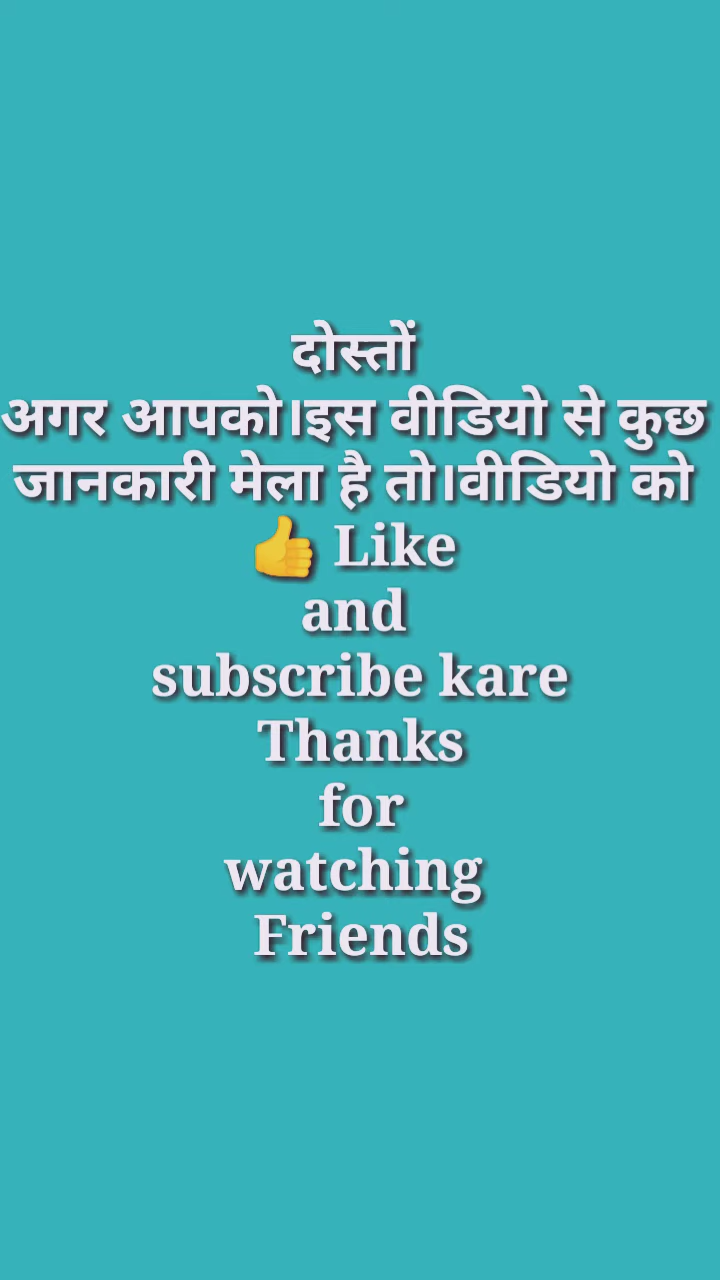 दोस्तों
अगर आपको।इस वीडियो से कुछ
जानकारी मेला है तो।वीडियो को
👍 Like
and
subscribe kare
Thanks
for
watching
Friends